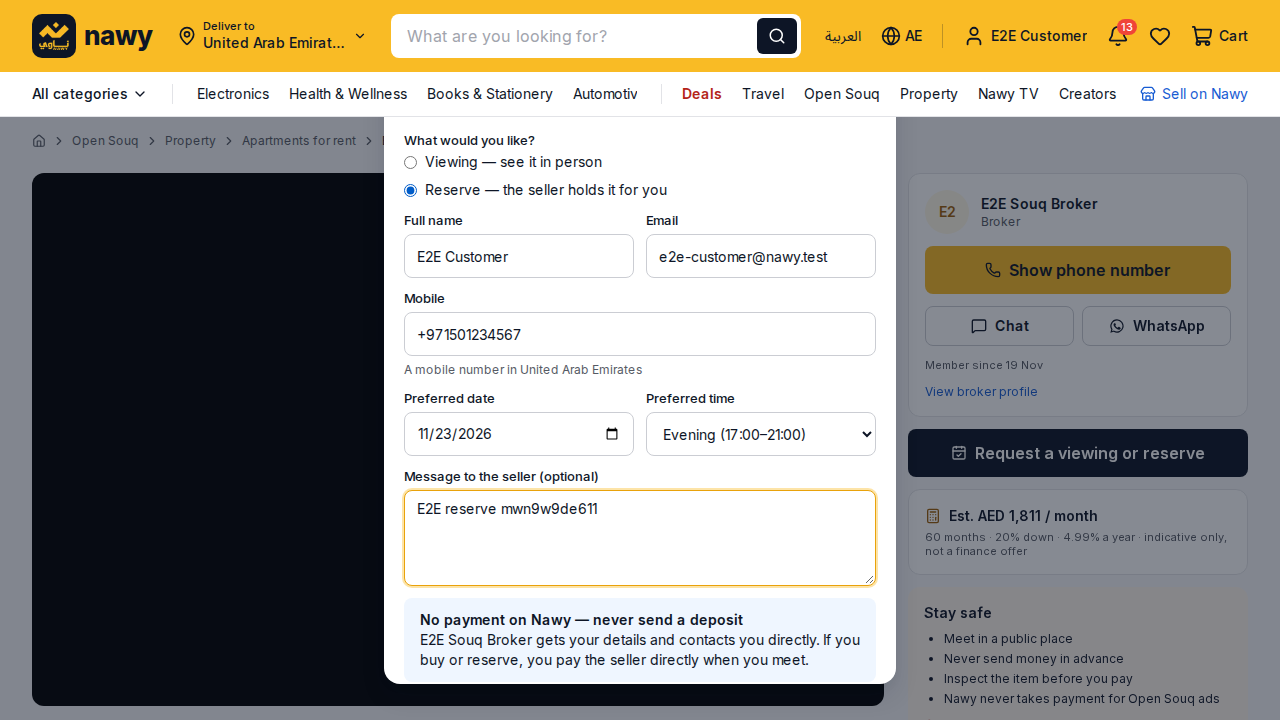 ناوي
NAWY
nawy
Deliver to
United Arab Emirat...
What are you looking for?
العربية
AE
E2E Customer
13
Cart
All categories
Electronics
Health & Wellness
Books & Stationery
Automotiv
Deals
Travel
Open Souq
Property
Nawy TV
Creators
Sell on Nawy
Open Souq
Property
Apartments for rent
What would you like?
Viewing — see it in person
Reserve — the seller holds it for you
Full name
Email
E2E Customer
e2e-customer@nawy.test
Mobile
+971501234567
A mobile number in United Arab Emirates
Preferred date
Preferred time
11/23/2026
Evening (17:00–21:00)
Message to the seller (optional)
E2E reserve mwn9w9de611
No payment on Nawy — never send a deposit
E2E Souq Broker gets your details and contacts you directly. If you
buy or reserve, you pay the seller directly when you meet.
E2
E2E Souq Broker
Broker
Show phone number
Chat
WhatsApp
Member since 19 Nov
View broker profile
Request a viewing or reserve
Est. AED 1,811 / month
60 months · 20% down · 4.99% a year · indicative only,
not a finance offer
Stay safe
• Meet in a public place
• Never send money in advance
• Inspect the item before you pay
• Nawy never takes payment for Open Souq ads